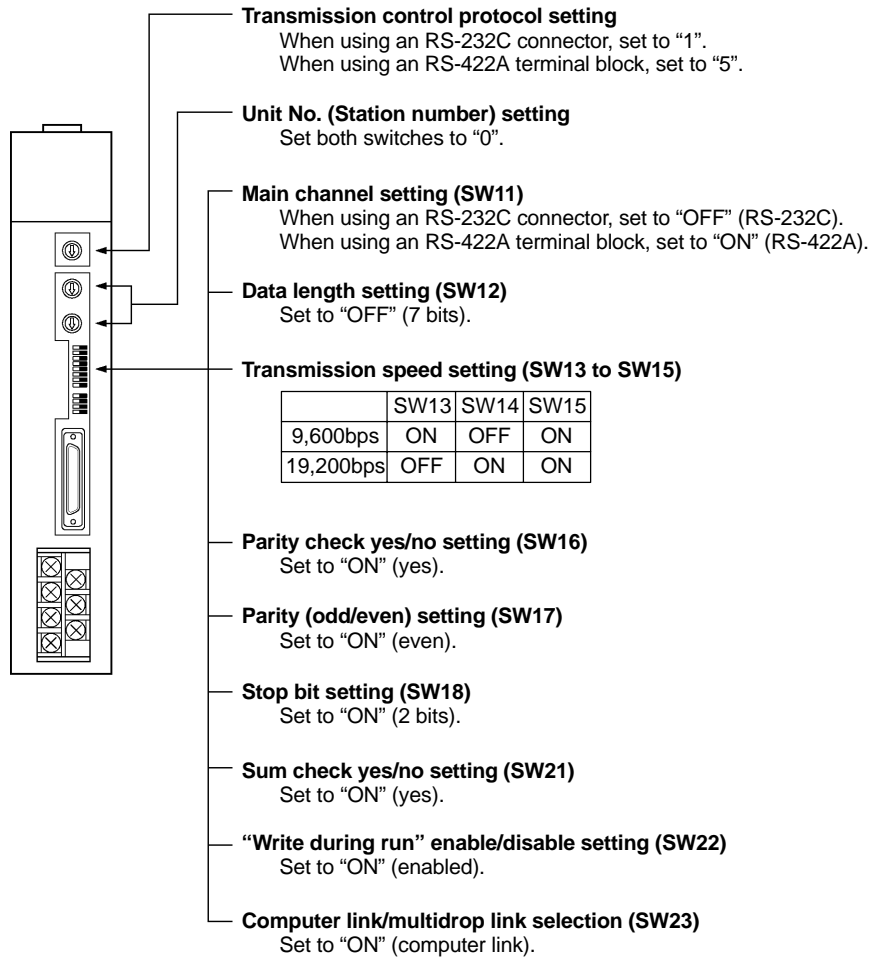 Transmission control protocol setting
When using an RS-232C connector, set to “1”.
When using an RS-422A terminal block, set to “5”.
Unit No. (Station number) setting
Set both switches to “0”.
Main channel setting (SW11)
When using an RS-232C connector, set to “OFF” (RS-232C).
When using an RS-422A terminal block, set to “ON” (RS-422A).
Data length setting (SW12)
Set to “OFF” (7 bits).
Transmission speed setting (SW13 to SW15)
SW13 SW14 SW15
9,600bps ON OFF ON
19,200bps OFF ON ON
Parity check yes/no setting (SW16)
Set to “ON” (yes).
Parity (odd/even) setting (SW17)
Set to “ON” (even).
Stop bit setting (SW18)
Set to “ON” (2 bits).
Sum check yes/no setting (SW21)
Set to “ON” (yes).
“Write during run” enable/disable setting (SW22)
Set to “ON” (enabled).
Computer link/multidrop link selection (SW23)
Set to “ON” (computer link).